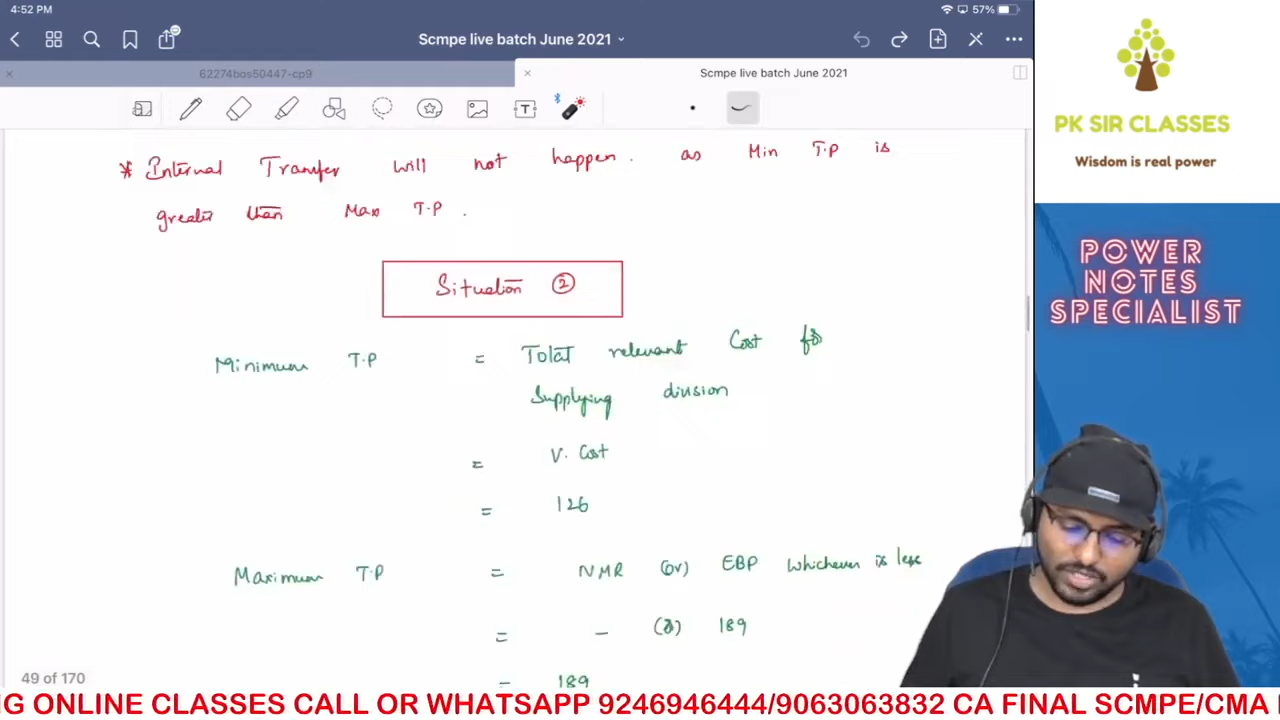 4:52 PM
57%
Scmpe live batch June 2021
62274bos50447-cp9
Scmpe live batch June 2021
* Internal Transfer will not happen. as Min T.P is
greater than Max T.P.
Situation ②
Minimum T.P = Total relevant Cost for
Supplying division
= V. Cost
= 126
Maximum T.P = NMR (or) EBP whichever is less
= - (or) 189
= 189
49 of 170
PK SIR CLASSES
Wisdom is real power
POWER
NOTES
SPECIALIST
NG ONLINE CLASSES CALL OR WHATSAPP 9246946444/9063063832 CA FINAL SCMPE/CMA